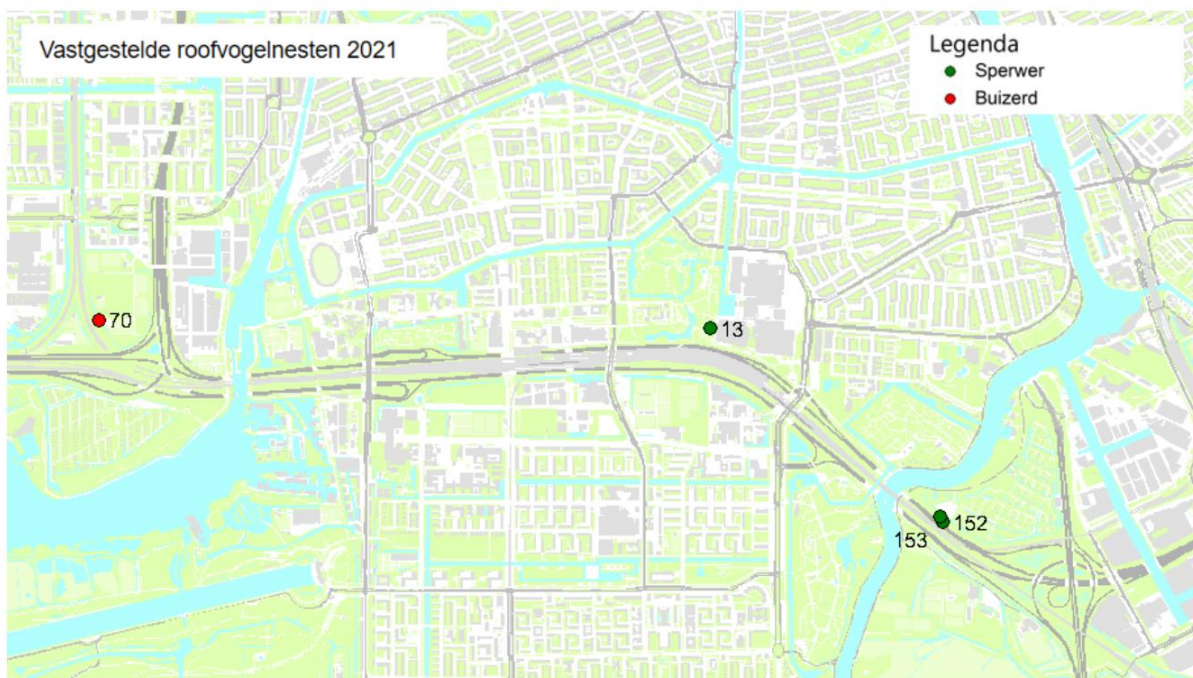 Vastgestelde roofvogelnesten 2021
Legenda
Sperwer
Buizerd
70
13
152
153